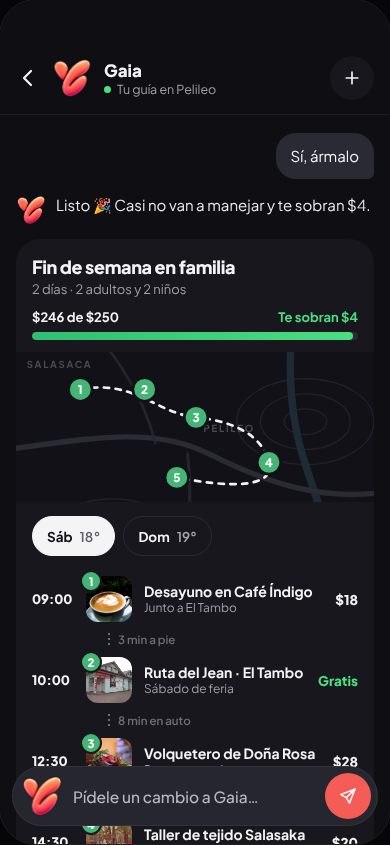 Gaia
Tu guía en Pelileo
Sí, ármalo
Listo 🎉 Casi no van a manejar y te sobran $4.
Fin de semana en familia
2 días · 2 adultos y 2 niños
$246 de $250
Te sobran $4
SALASACA
1
2
3
PELILEO
4
5
Sáb 18°
Dom 19°
1
09:00
Desayuno en Café Índigo
$18
Junto a El Tambo
3 min a pie
2
10:00
Ruta del Jean · El Tambo
Gratis
Sábado de feria
8 min en auto
3
12:30
Volquetero de Doña Rosa
$28
Pídele un cambio a Gaia...
14:30
Taller de tejido Salasaka
$20